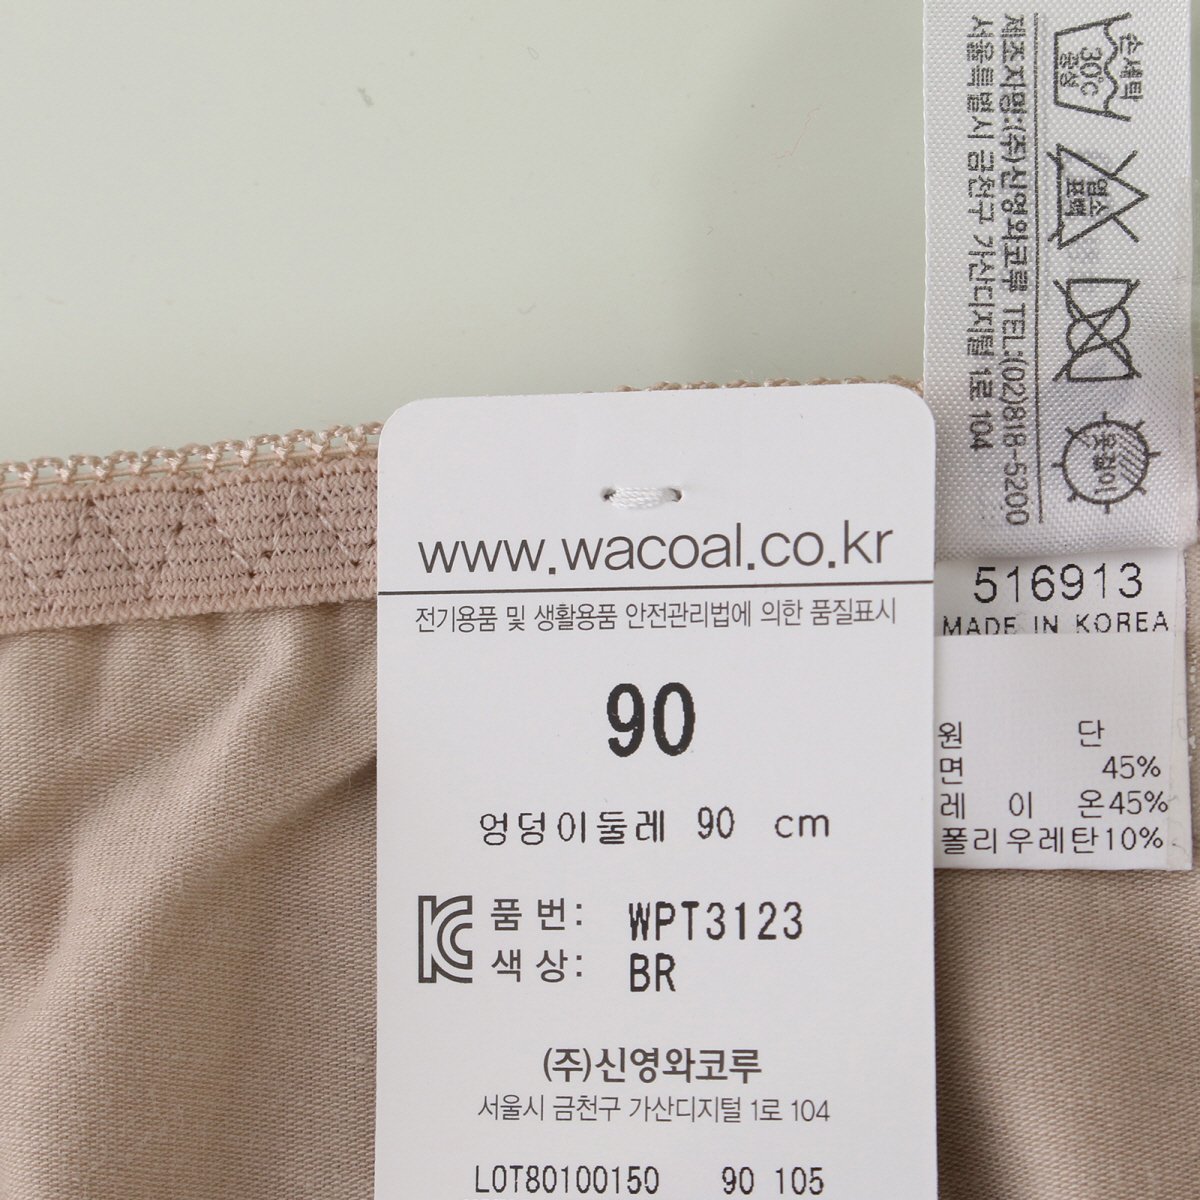 www.wacoal.co.kr
전기용품 및 생활용품 안전관리법에 의한 품질표시
90
엉덩이둘레 90 cm
품 번: WPT3123
색 상: BR
(주)신영와코루
서울시 금천구 가산디지털 1로 104
LOT80100150 90 105
손세탁
30℃
중성
염소
표백
옷걸이
제조자명:(주)신영와코루 TEL:(02)818-5200
서울특별시 금천구 가산디지털 1로 104
516913
MADE IN KOREA
원 단
면 45%
레 이 온45%
폴리우레탄10%